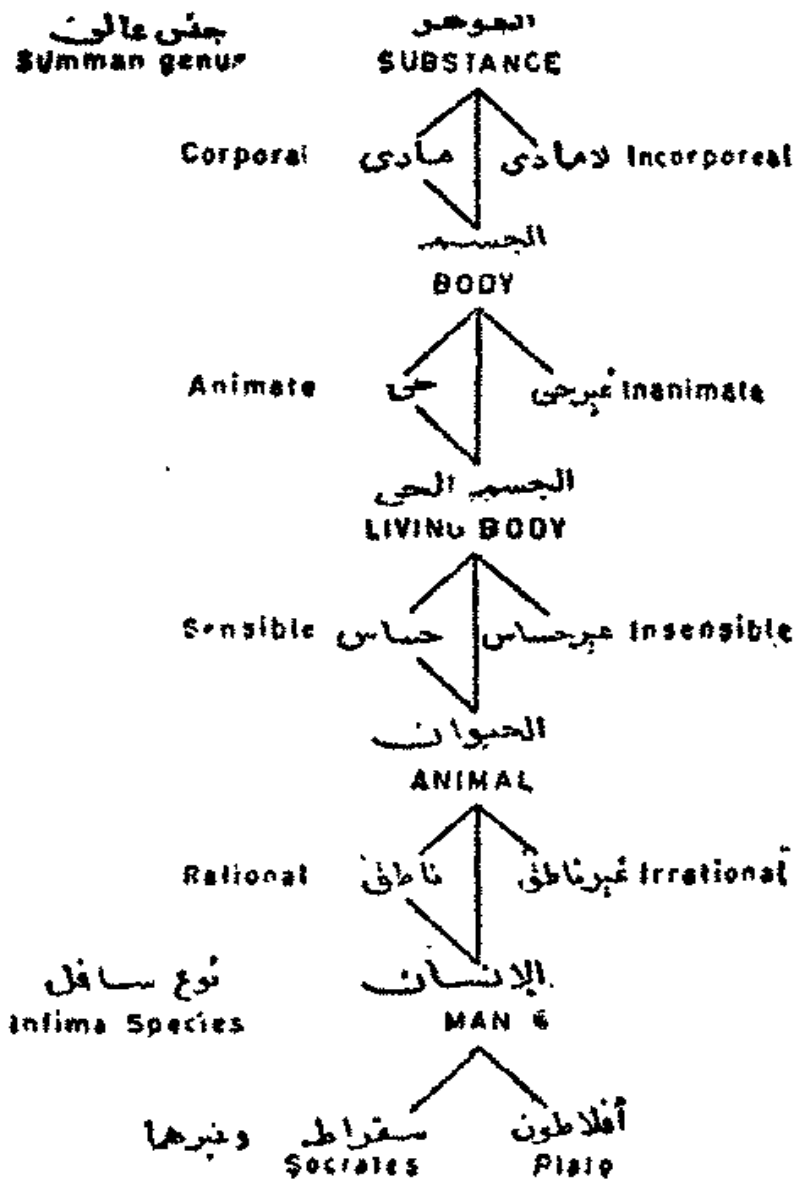 جنس عالٍ الجوهر
Summan genus SUBSTANCE
Corporal مادى لامادى Incorporeal
الجسم
BODY
Animate حى غيرحى Inanimate
الجسم الحى
LIVING BODY
Sensible حساس غيرحساس Insensible
الحيوان
ANIMAL
Rational ناطق غيرناطق Irrational
نوع سافل الإنسان
Infima Species MAN
أفلاطون سقراط وغيرهما
Socrates Plato